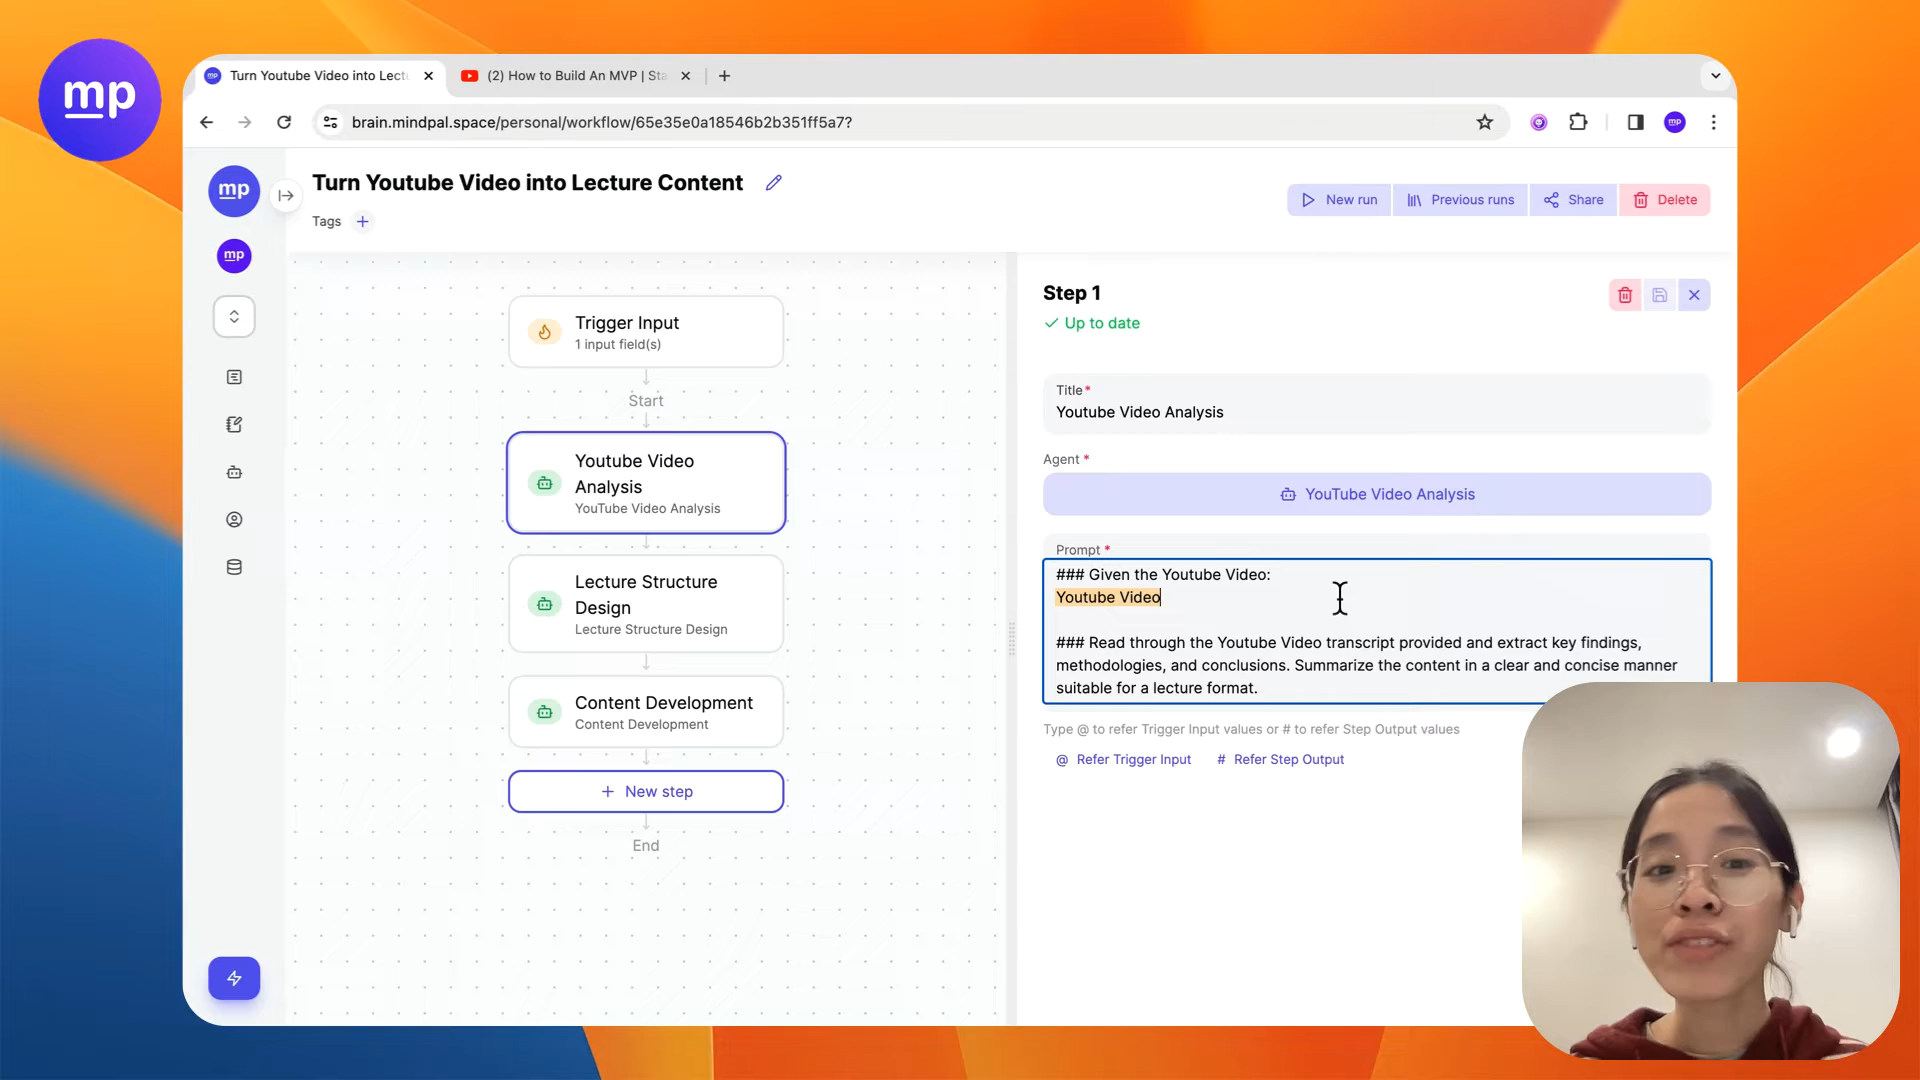 mp
Turn Youtube Video into Lectu
(2) How to Build An MVP | Sta
brain.mindpal.space/personal/workflow/65e35e0a18546b2b351ff5a7?
mp
mp
mp
mp
Turn Youtube Video into Lecture Content
Tags
New run
Previous runs
Share
Delete
Trigger Input
1 input field(s)
Start
Youtube Video
Analysis
YouTube Video Analysis
Lecture Structure
Design
Lecture Structure Design
Content Development
Content Development
New step
End
Step 1
Up to date
Title*
Youtube Video Analysis
Agent *
YouTube Video Analysis
Prompt *
### Given the Youtube Video:
Youtube Video
### Read through the Youtube Video transcript provided and extract key findings,
methodologies, and conclusions. Summarize the content in a clear and concise manner
suitable for a lecture format.
Type @ to refer Trigger Input values or # to refer Step Output values
@ Refer Trigger Input
# Refer Step Output